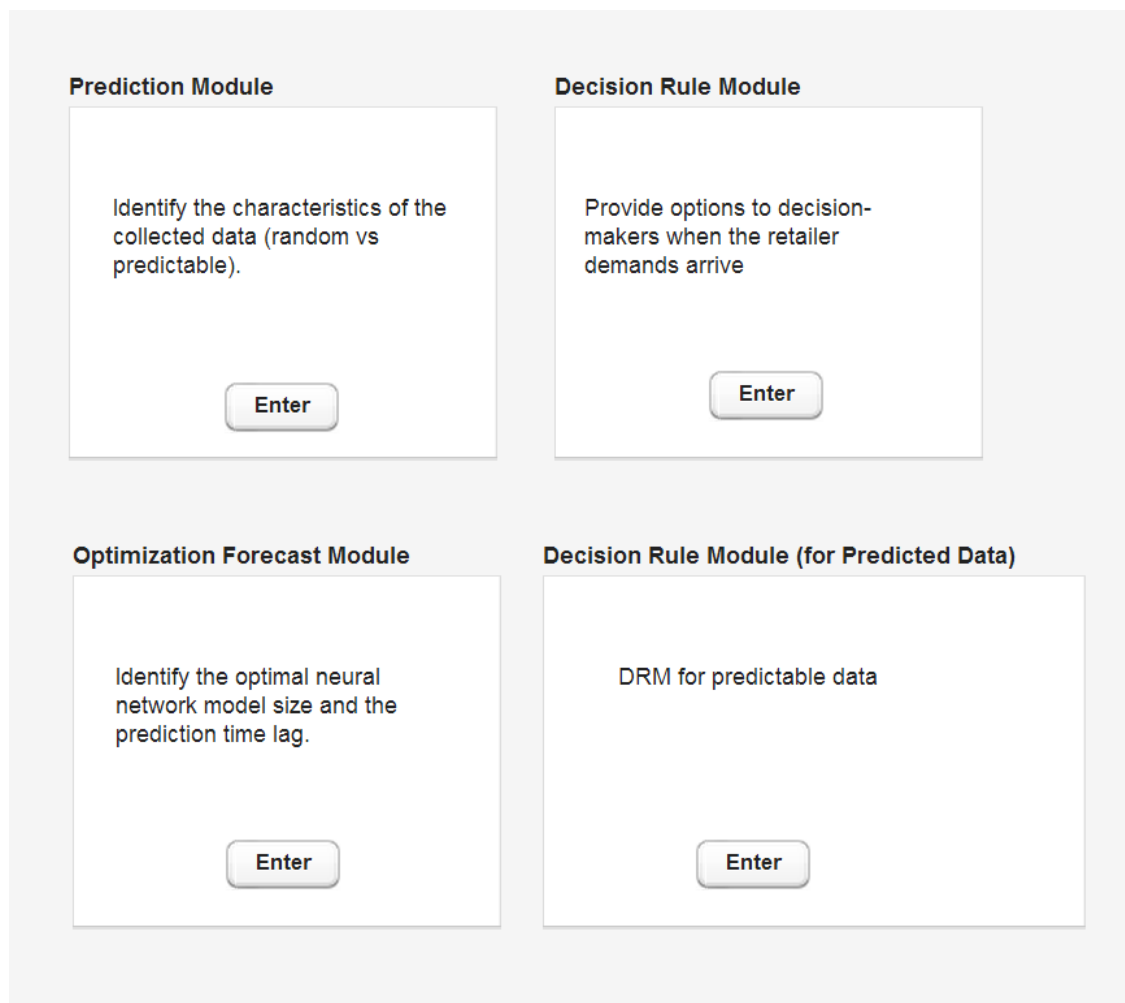 Prediction Module
Identify the characteristics of the
collected data (random vs
predictable).
Enter
Decision Rule Module
Provide options to decision-
makers when the retailer
demands arrive
Enter
Optimization Forecast Module
Identify the optimal neural
network model size and the
prediction time lag.
Enter
Decision Rule Module (for Predicted Data)
DRM for predictable data
Enter